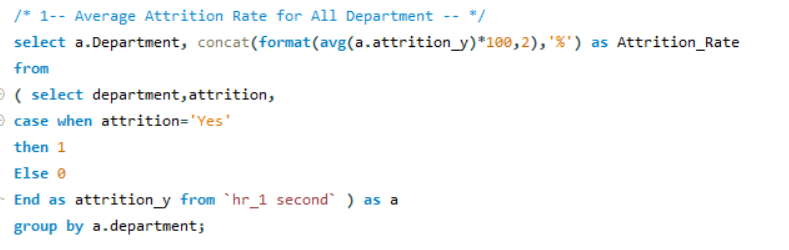 /* 1-- Average Attrition Rate for All Department -- */
select a.Department, concat(format(avg(a.attrition_y)*100,2),'%') as Attrition_Rate
from
( select department,attrition,
case when attrition='Yes'
then 1
Else 0
End as attrition_y from `hr_1 second` ) as a
group by a.department;